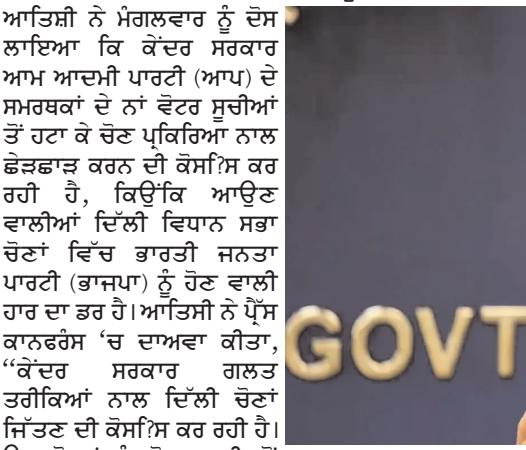 ਆਤਿਸ਼ੀ ਨੇ ਮੰਗਲਵਾਰ ਨੂੰ ਦੋਸ
ਲਾਇਆ ਕਿ ਕੇਂਦਰ ਸਰਕਾਰ
ਆਮ ਆਦਮੀ ਪਾਰਟੀ (ਆਪ) ਦੇ
ਸਮਰਥਕਾਂ ਦੇ ਨਾਂ ਵੋਟਰ ਸੂਚੀਆਂ
ਤੋਂ ਹਟਾ ਕੇ ਚੋਣ ਪ੍ਰਕਿਰਿਆ ਨਾਲ
ਛੇੜਛਾੜ ਕਰਨ ਦੀ ਕੋਸ?ਿਸ ਕਰ
ਰਹੀ ਹੈ, ਕਿਉਂਕਿ ਆਉਣ
ਵਾਲੀਆਂ ਦਿੱਲੀ ਵਿਧਾਨ ਸਭਾ
ਚੋਣਾਂ ਵਿੱਚ ਭਾਰਤੀ ਜਨਤਾ
ਪਾਰਟੀ (ਭਾਜਪਾ) ਨੂੰ ਹੋਣ ਵਾਲੀ
ਹਾਰ ਦਾ ਡਰ ਹੈ। ਆਤਿਸੀ ਨੇ ਪ੍ਰੈੱਸ
ਕਾਨਫਰੰਸ ‘ਚ ਦਾਅਵਾ ਕੀਤਾ,
“ਕੇਂਦਰ ਸਰਕਾਰ ਗਲਤ
ਤਰੀਕਿਆਂ ਨਾਲ ਦਿੱਲੀ ਚੋਣਾਂ
ਜਿੱਤਣ ਦੀ ਕੋਸ?ਿਸ ਕਰ ਰਹੀ ਹੈ।
GOVT